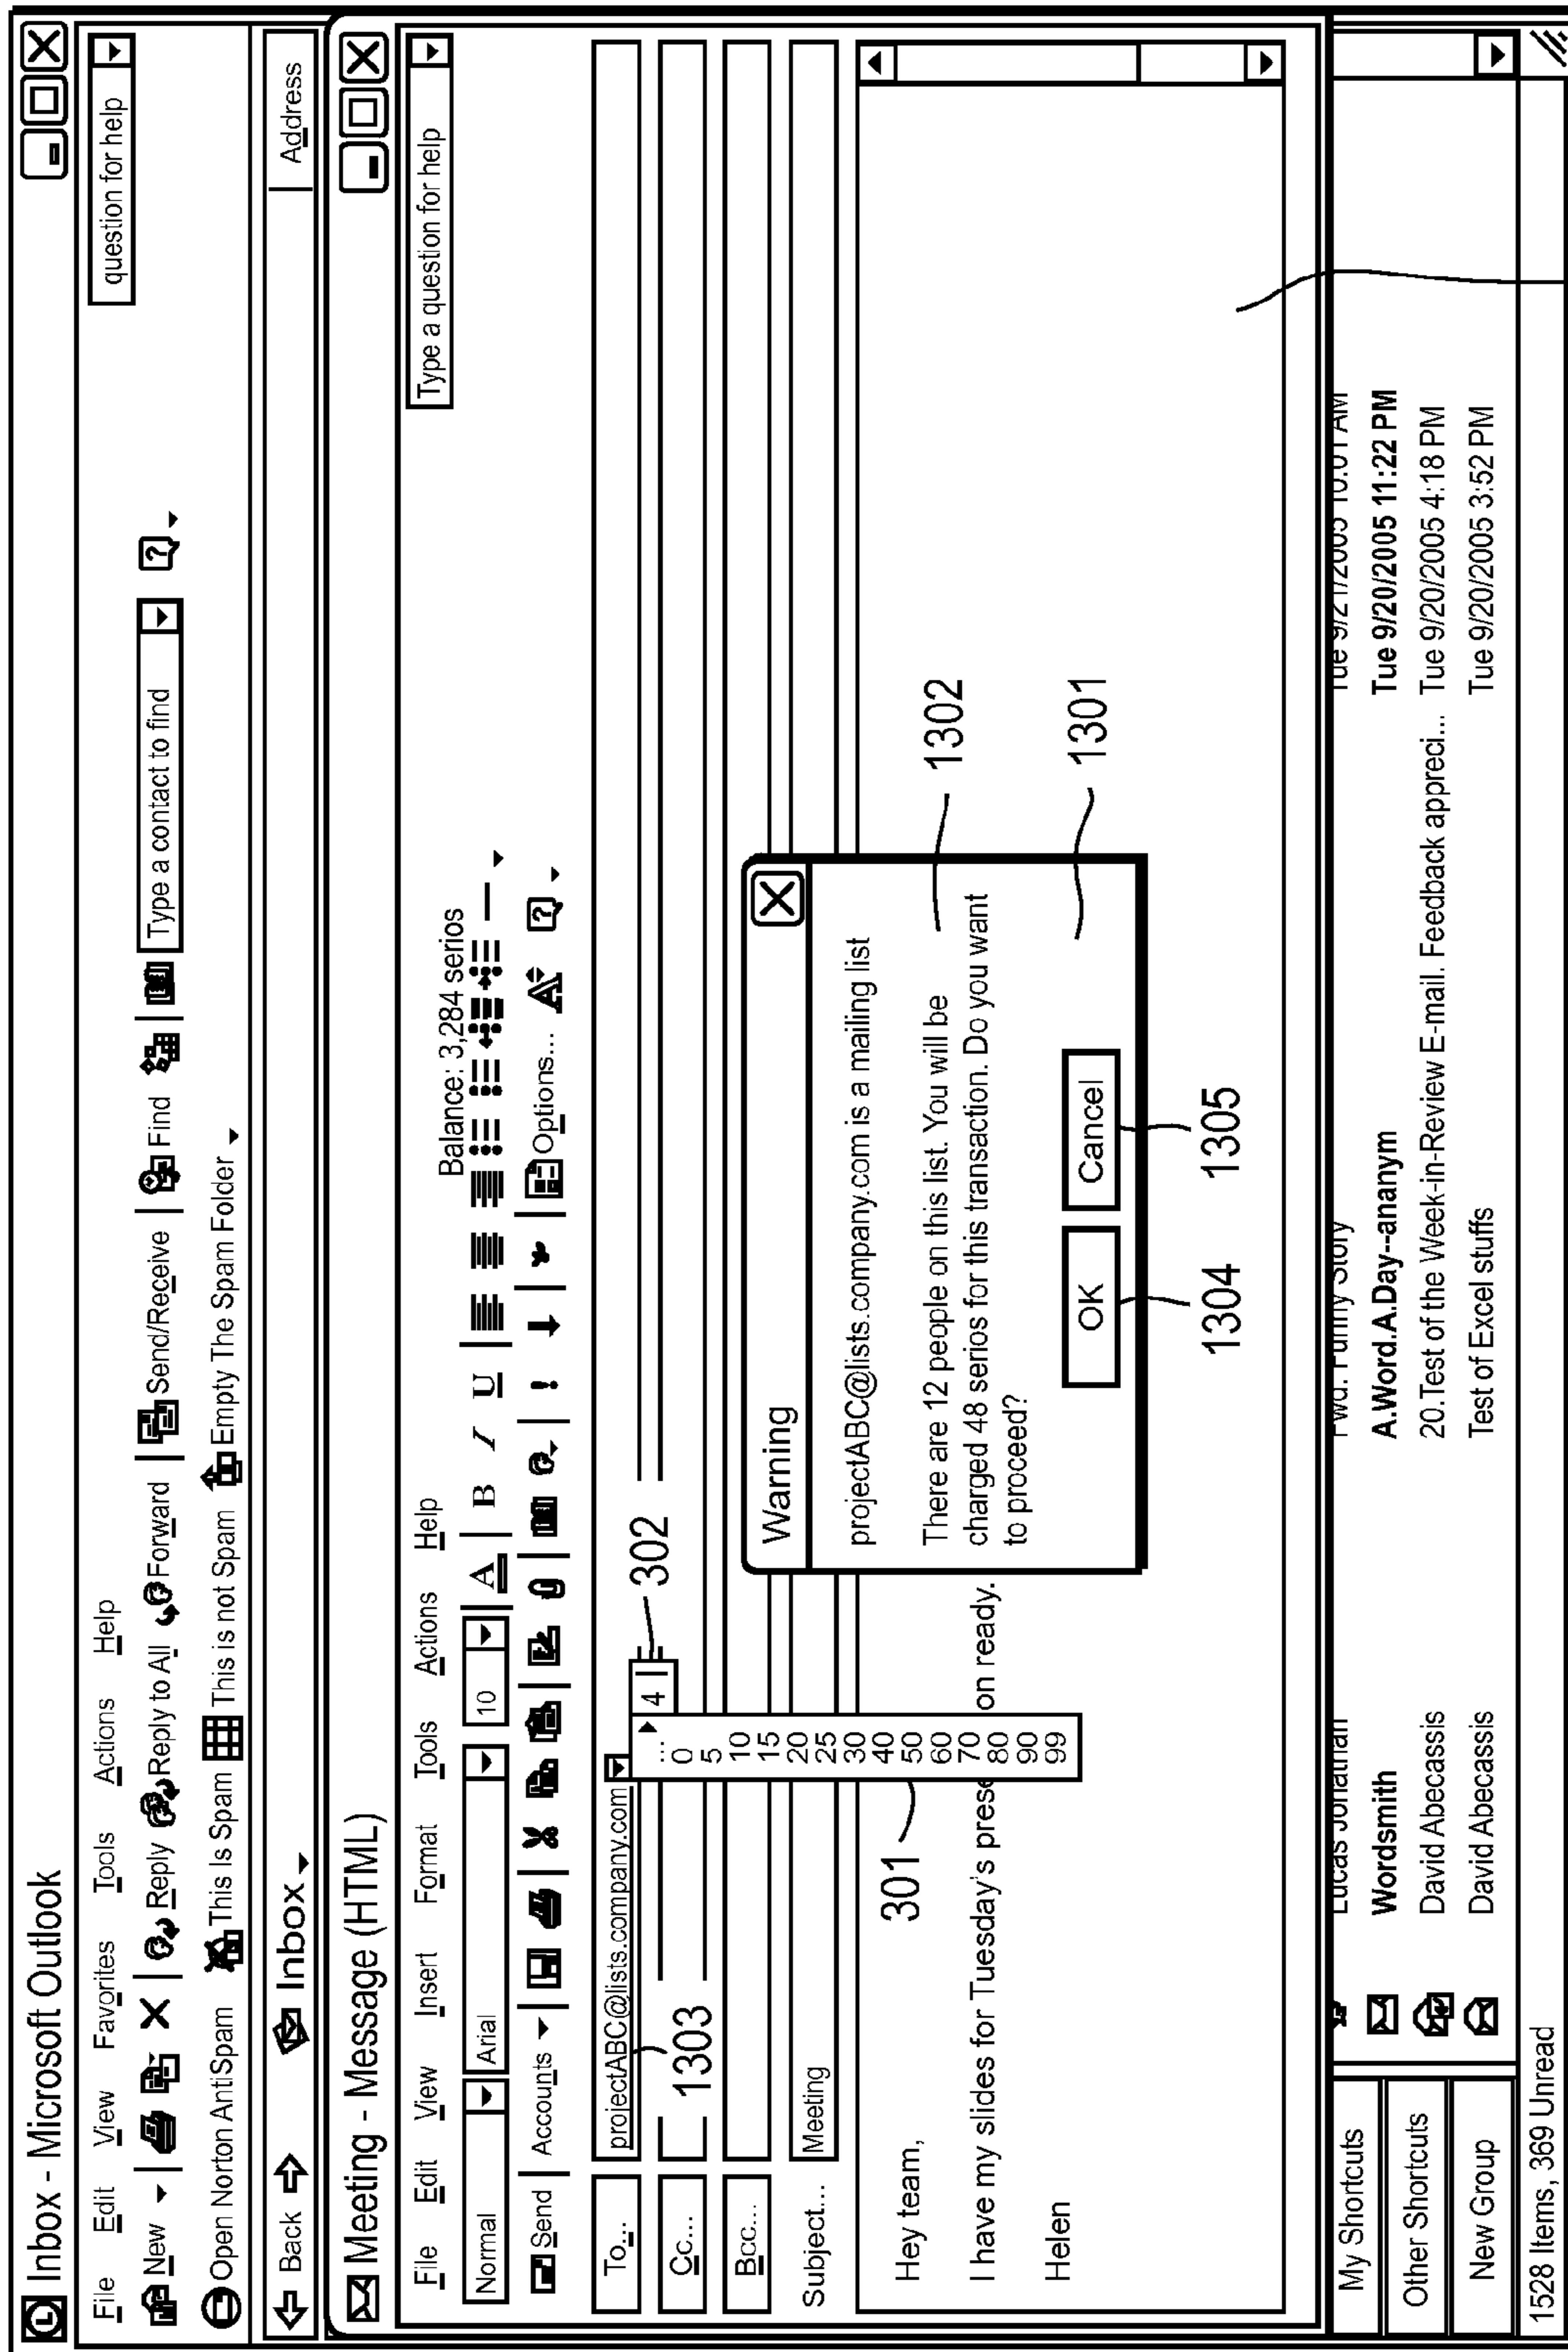 Inbox - Microsoft Outlook
File Edit View Favorites Tools Actions Help
question for help
New Reply Reply to All Forward Send/Receive Find Type a contact to find
Open Norton AntiSpam This Is Spam This is not Spam Empty The Spam Folder
Back Inbox Address
Meeting - Message (HTML)
File Edit View Insert Format Tools Actions Help
Type a question for help
Balance: 3,284 serios
Normal Arial 10 A B I U
Send Accounts Options...
To... projectABC@lists.company.com
4 302
Cc... 1303
Bcc...
Subject... Meeting
...
0
5
10
15
20
25
30
40
50
60
70
80
90
99
301
Hey team,
I have my slides for Tuesday's prese on ready.
Helen
Warning
projectABC@lists.company.com is a mailing list
There are 12 people on this list. You will be
charged 48 serios for this transaction. Do you want
to proceed?
OK Cancel
1302
1301
1304 1305
Lucas Jonathan Fwd: Funny Story
Wordsmith A.Word.A.Day--ananym Tue 9/20/2005 11:22 PM
David Abecassis 20.Test of the Week-in-Review E-mail. Feedback appreci... Tue 9/20/2005 4:18 PM
David Abecassis Test of Excel stuffs Tue 9/20/2005 3:52 PM
My Shortcuts
Other Shortcuts
New Group
1528 Items, 369 Unread